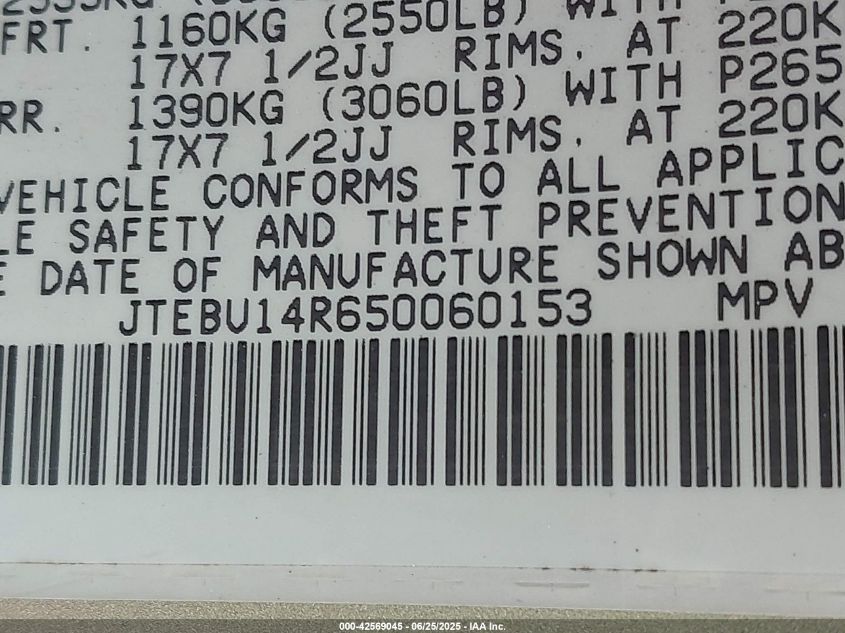 FRT. 1160KG (2550LB) WITH
17X7 1/2JJ RIMS. AT 220K
RR. 1390KG (3060LB) WITH P265
17X7 1/2JJ RIMS. AT 220K
VEHICLE CONFORMS TO ALL APPLIC
LE SAFETY AND THEFT PREVENTION
E DATE OF MANUFACTURE SHOWN AB
JTEBU14R650060153 MPV
000-42569045 - 06/25/2025 - IAA Inc.